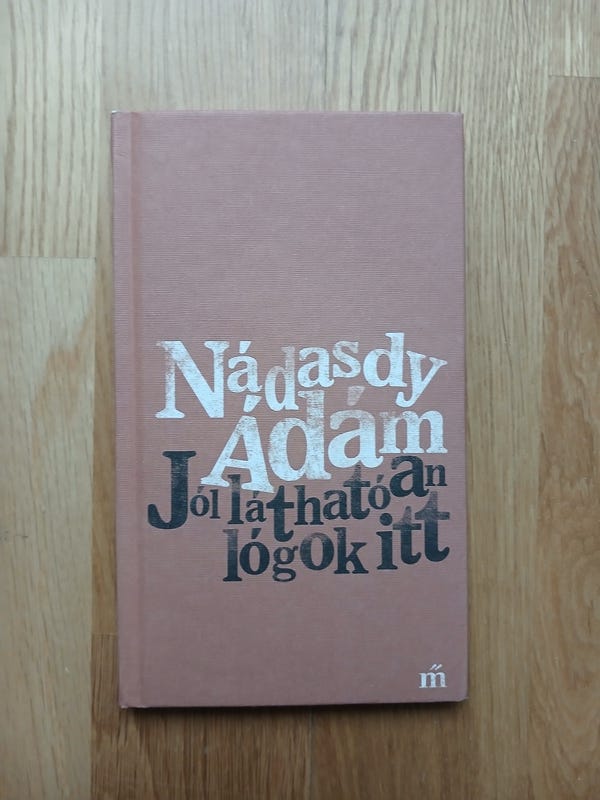 Nádasdy
Ádám
Jól láthatóan
lógok itt
m̋